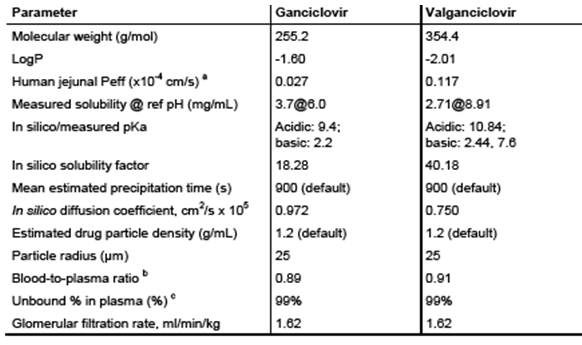 Parameter Ganciclovir Valganciclovir
Molecular weight (g/mol) 255.2 354.4
LogP -1.60 -2.01
Human jejunal Peff (x10⁻⁴ cm/s) ᵃ 0.027 0.117
Measured solubility @ ref pH (mg/mL) 3.7@6.0 2.71@8.91
In silico/measured pKa Acidic: 9.4; Acidic: 10.84;
basic: 2.2 basic: 2.44, 7.6
In silico solubility factor 18.28 40.18
Mean estimated precipitation time (s) 900 (default) 900 (default)
In silico diffusion coefficient, cm²/s x 10⁵ 0.972 0.750
Estimated drug particle density (g/mL) 1.2 (default) 1.2 (default)
Particle radius (µm) 25 25
Blood-to-plasma ratio ᵇ 0.89 0.91
Unbound % in plasma (%) ᶜ 99% 99%
Glomerular filtration rate, ml/min/kg 1.62 1.62